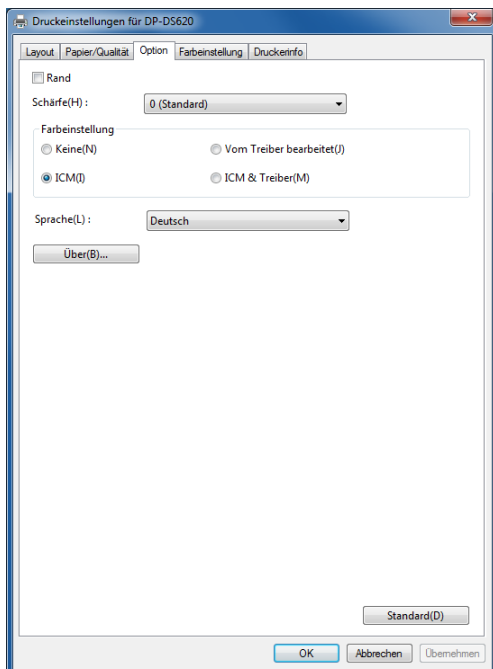 Druckeinstellungen für DP-DS620
Layout Papier/Qualität Option Farbeinstellung Druckerinfo
Rand
Schärfe(H) : 0 (Standard)
Farbeinstellung
Keine(N) Vom Treiber bearbeitet(J)
ICM(I) ICM & Treiber(M)
Sprache(L) : Deutsch
Über(B)...
Standard(D)
OK Abbrechen Übernehmen